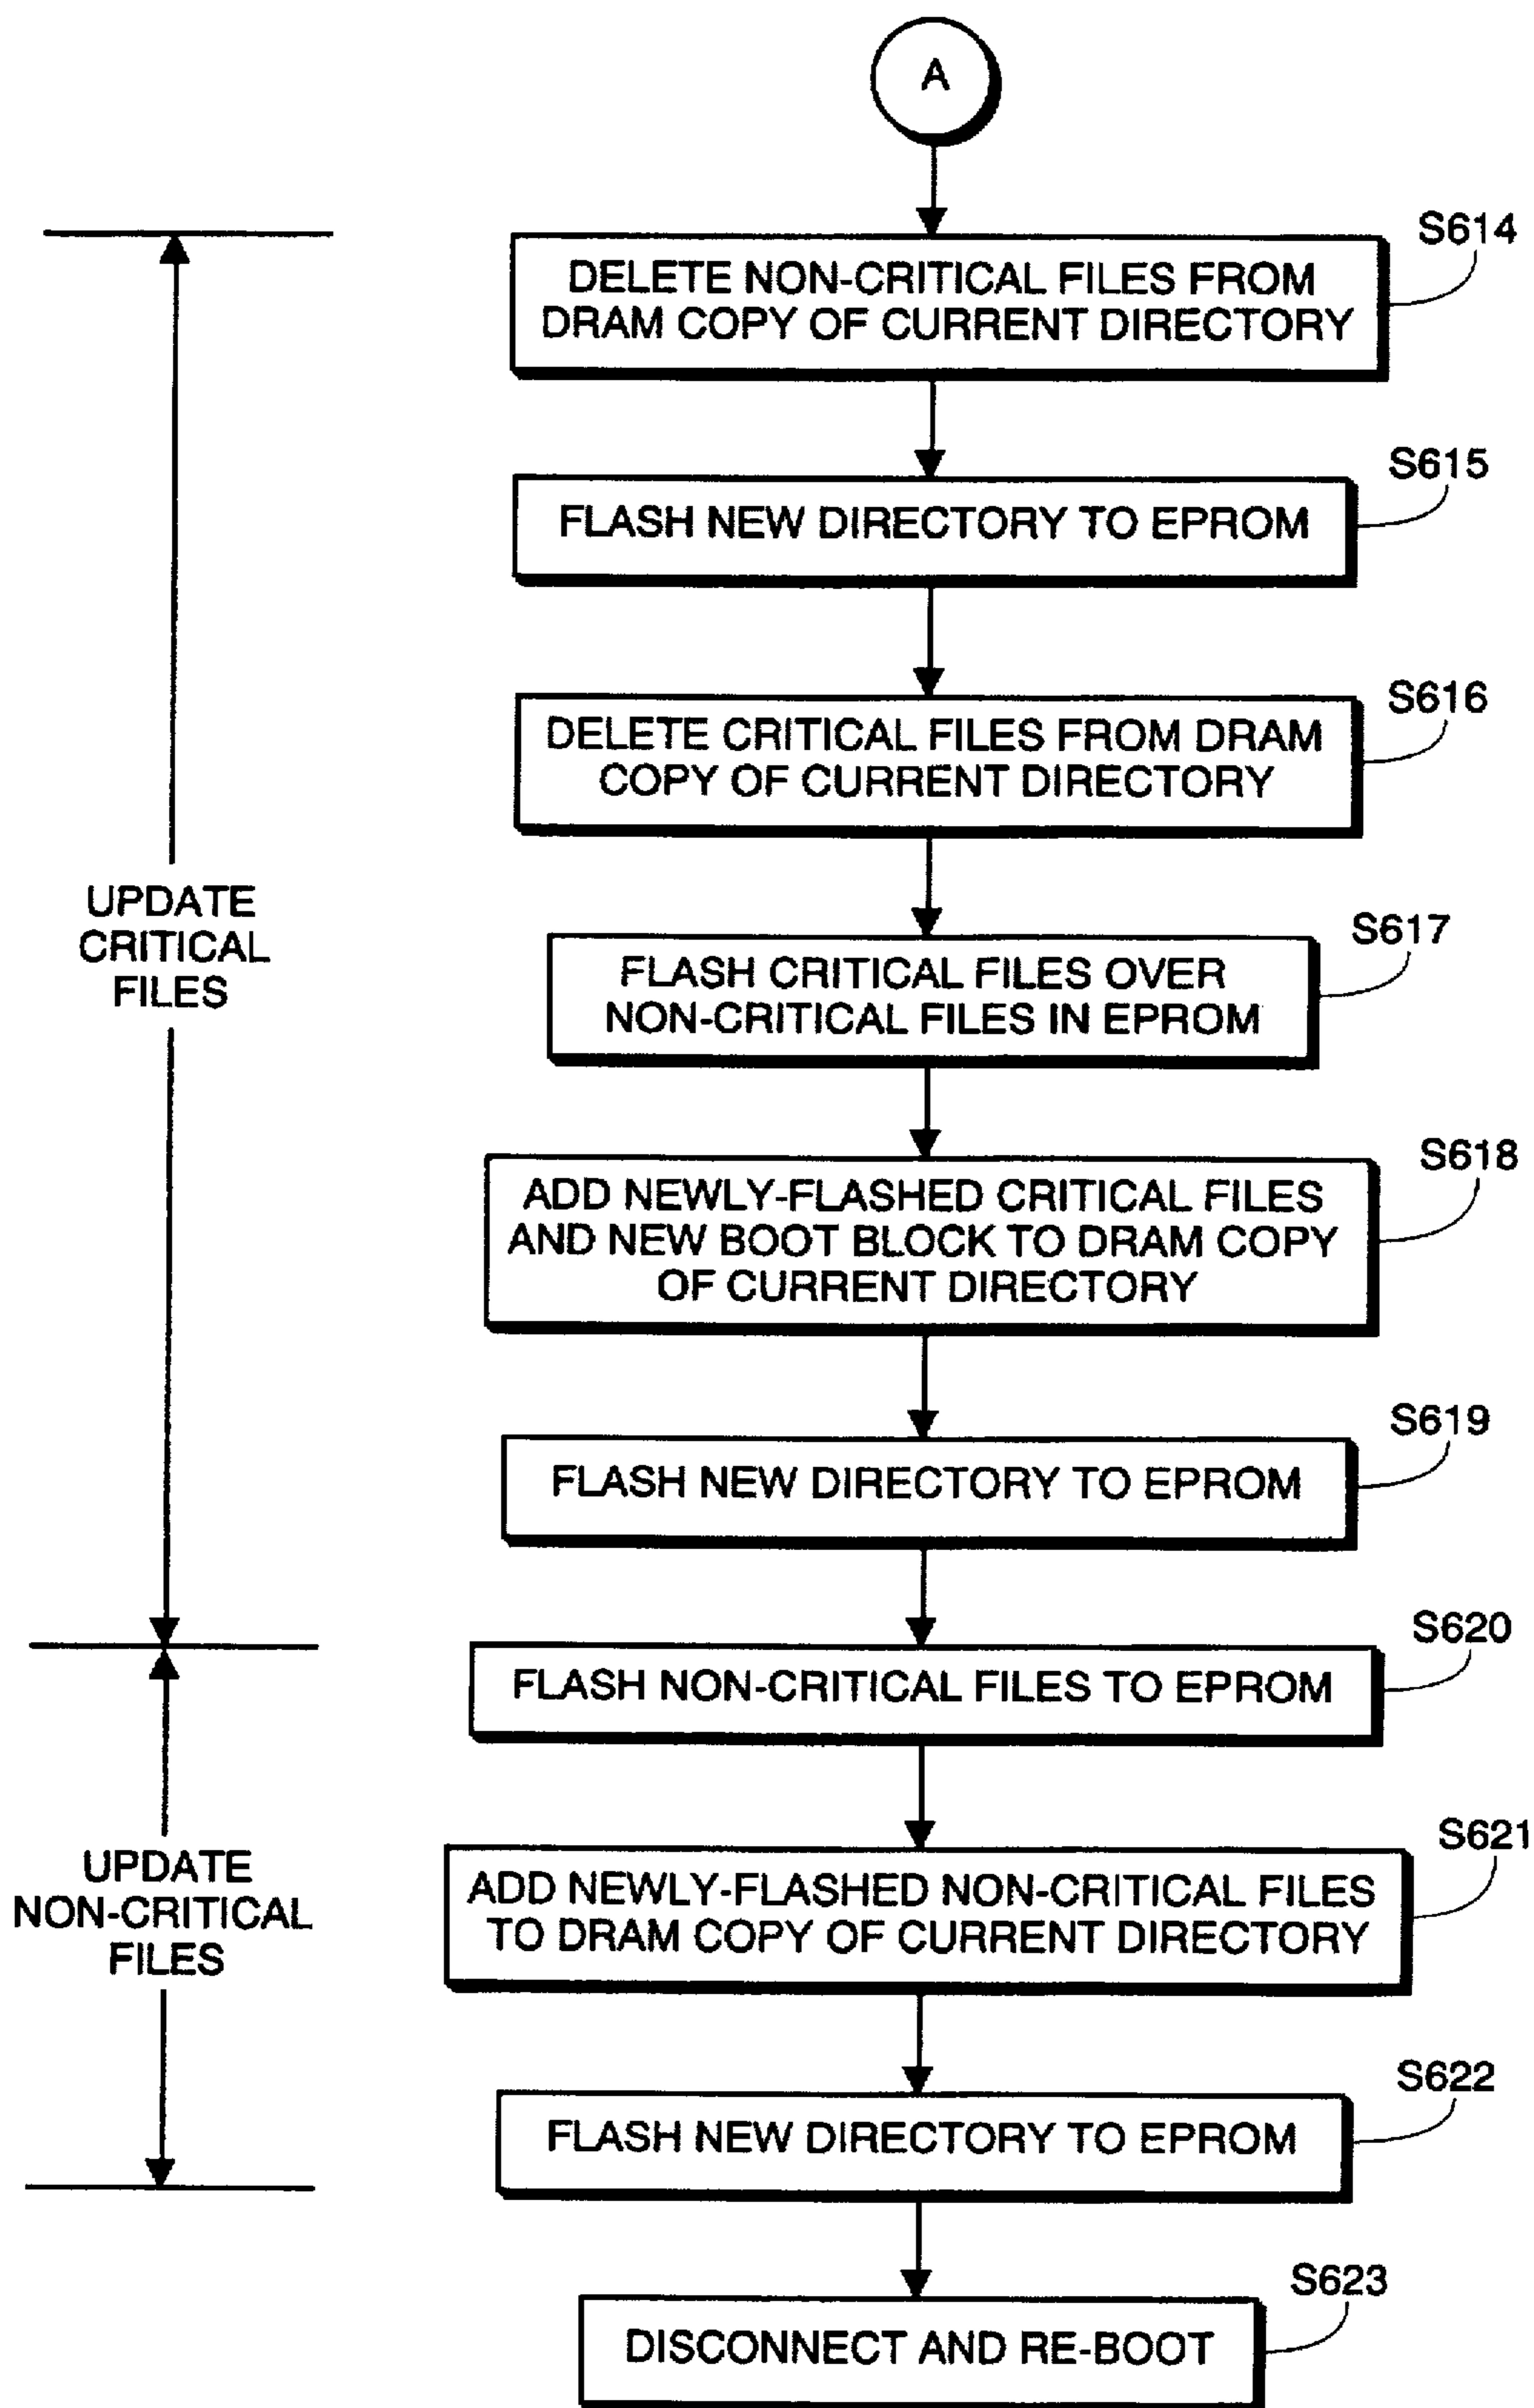 A
S614
DELETE NON-CRITICAL FILES FROM
DRAM COPY OF CURRENT DIRECTORY
S615
FLASH NEW DIRECTORY TO EPROM
S616
DELETE CRITICAL FILES FROM DRAM
COPY OF CURRENT DIRECTORY
UPDATE
CRITICAL
FILES
S617
FLASH CRITICAL FILES OVER
NON-CRITICAL FILES IN EPROM
S618
ADD NEWLY-FLASHED CRITICAL FILES
AND NEW BOOT BLOCK TO DRAM COPY
OF CURRENT DIRECTORY
S619
FLASH NEW DIRECTORY TO EPROM
S620
FLASH NON-CRITICAL FILES TO EPROM
UPDATE
NON-CRITICAL
FILES
S621
ADD NEWLY-FLASHED NON-CRITICAL FILES
TO DRAM COPY OF CURRENT DIRECTORY
S622
FLASH NEW DIRECTORY TO EPROM
S623
DISCONNECT AND RE-BOOT